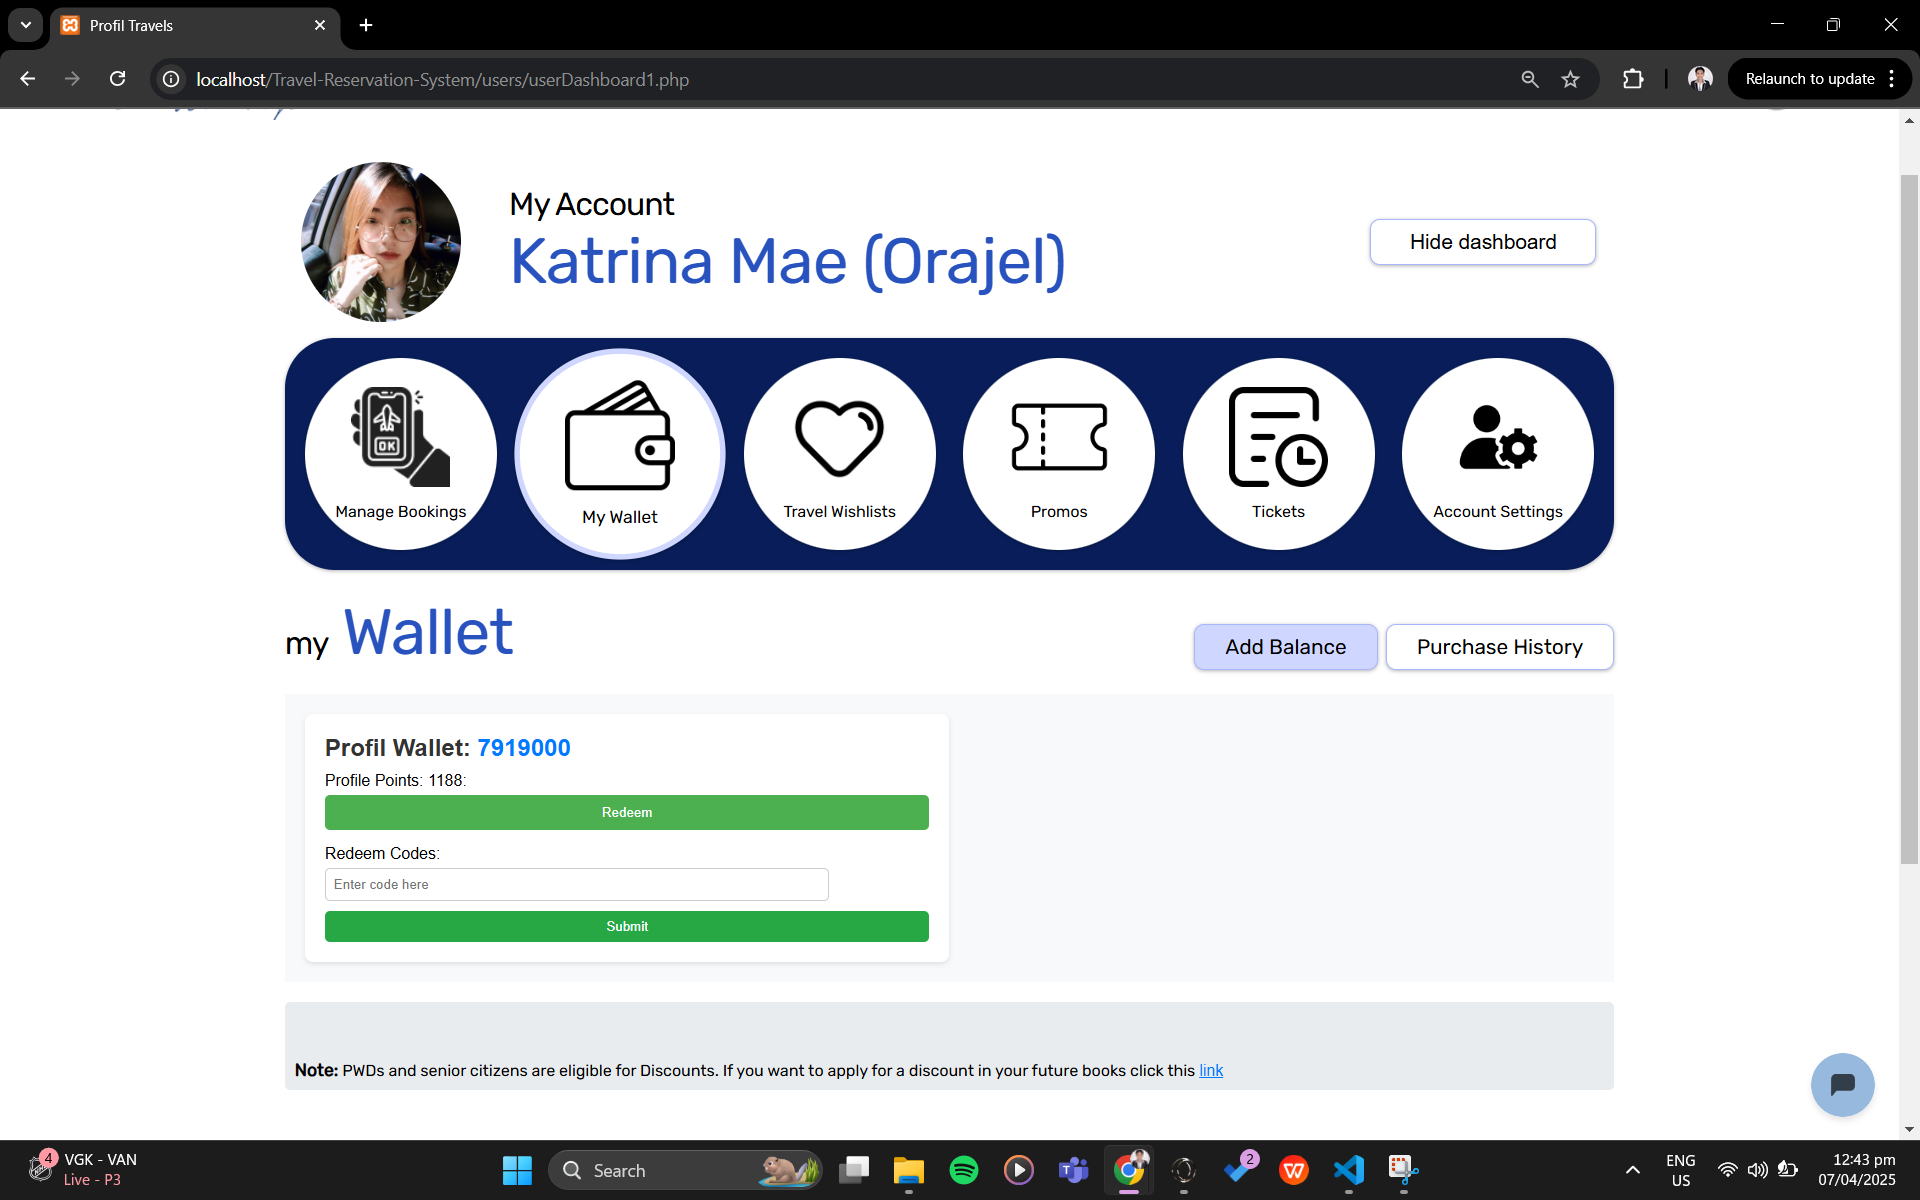 Profil Travels
localhost/Travel-Reservation-System/users/userDashboard1.php
Relaunch to update
My Account
Katrina Mae (Orajel)
Hide dashboard
OK
Manage Bookings
My Wallet
Travel Wishlists
Promos
Tickets
Account Settings
my Wallet
Add Balance
Purchase History
Profil Wallet: 7919000
Profile Points: 1188:
Redeem
Redeem Codes:
Enter code here
Submit
Note: PWDs and senior citizens are eligible for Discounts. If you want to apply for a discount in your future books click this link
4
VGK - VAN
Live - P3
Search
2
ENG
US
12:43 pm
07/04/2025